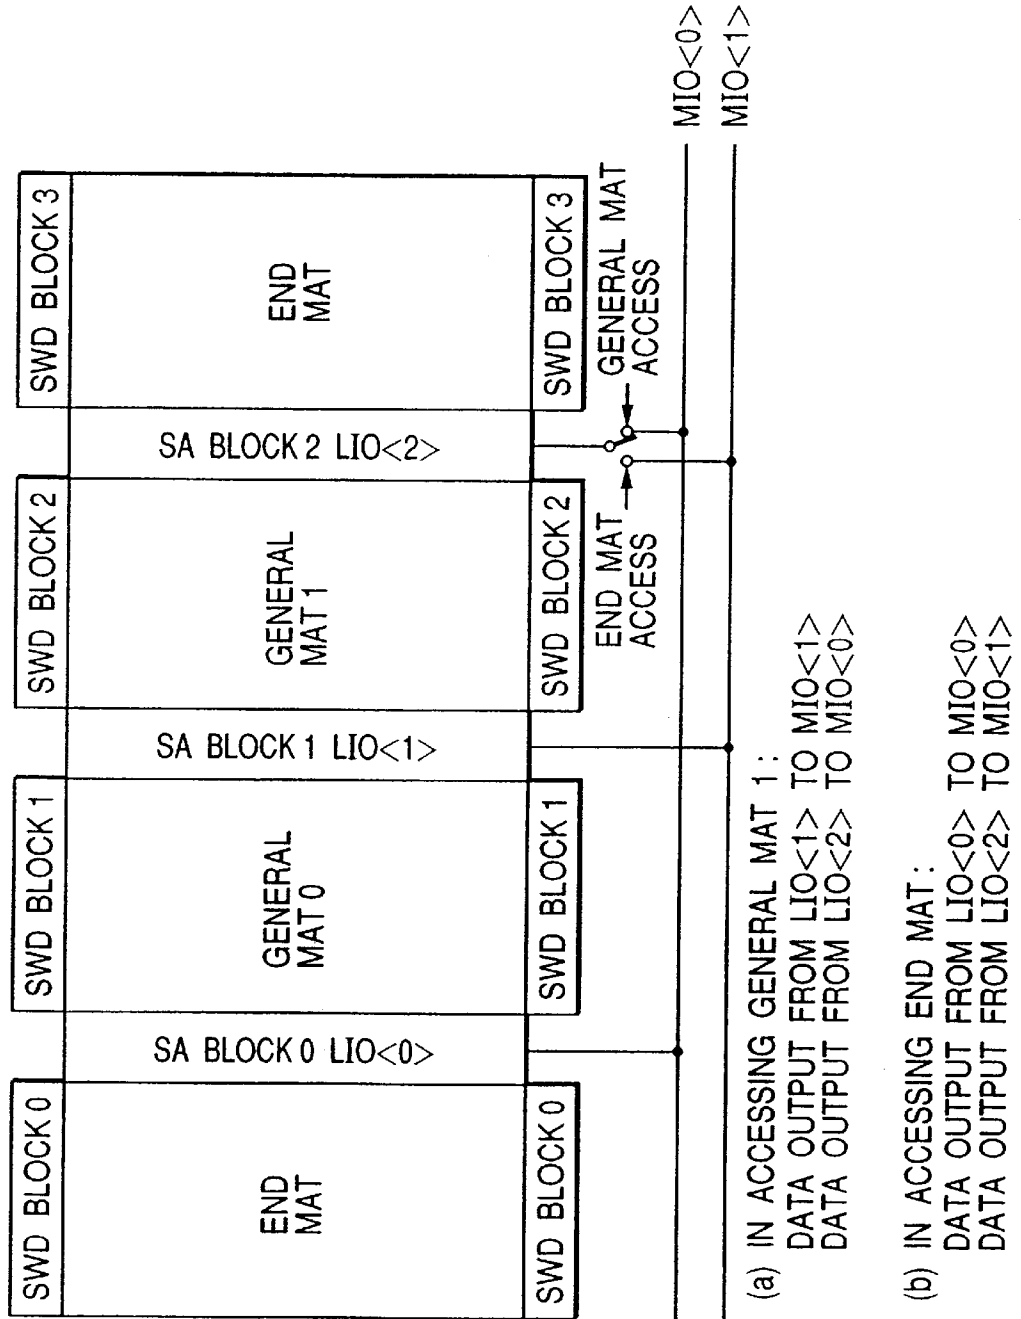 SWD BLOCK 0
SWD BLOCK 1
SWD BLOCK 2
SWD BLOCK 3
END
MAT
SA BLOCK 0 LIO<0>
GENERAL
MAT 0
SA BLOCK 1 LIO<1>
GENERAL
MAT 1
SA BLOCK 2 LIO<2>
END
MAT
SWD BLOCK 0
SWD BLOCK 1
SWD BLOCK 2
SWD BLOCK 3
END MAT
ACCESS
GENERAL MAT
ACCESS
MIO<0>
MIO<1>
(a) IN ACCESSING GENERAL MAT 1 :
DATA OUTPUT FROM LIO<1> TO MIO<1>
DATA OUTPUT FROM LIO<2> TO MIO<0>
(b) IN ACCESSING END MAT :
DATA OUTPUT FROM LIO<0> TO MIO<0>
DATA OUTPUT FROM LIO<2> TO MIO<1>